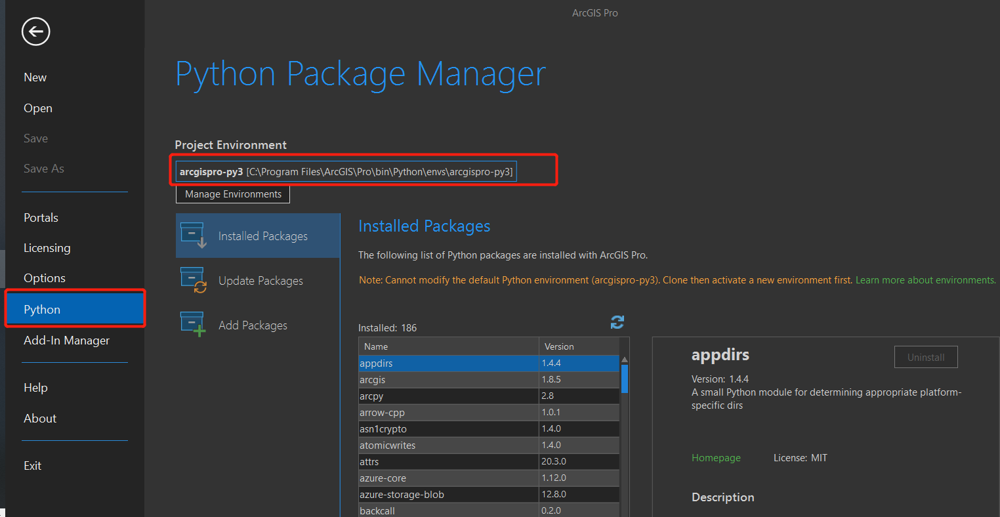 ArcGIS Pro
New
Open
Save
Save As
Portals
Licensing
Options
Python
Add-In Manager
Help
About
Exit
Python Package Manager
Project Environment
arcgispro-py3 [C:\Program Files\ArcGIS\Pro\bin\Python\envs\arcgispro-py3]
Manage Environments
Installed Packages
Update Packages
Add Packages
Installed Packages
The following list of Python packages are installed with ArcGIS Pro.
Note: Cannot modify the default Python environment (arcgispro-py3). Clone then activate a new environment first. Learn more about environments.
Installed: 186
Name Version
appdirs 1.4.4
arcgis 1.8.5
arcpy 2.8
arrow-cpp 1.0.1
asn1crypto 1.4.0
atomicwrites 1.4.0
attrs 20.3.0
azure-core 1.12.0
azure-storage-blob 12.8.0
backcall 0.2.0
appdirs
Uninstall
Version: 1.4.4
A small Python module for determining appropriate platform-
specific dirs
Homepage License: MIT
Description